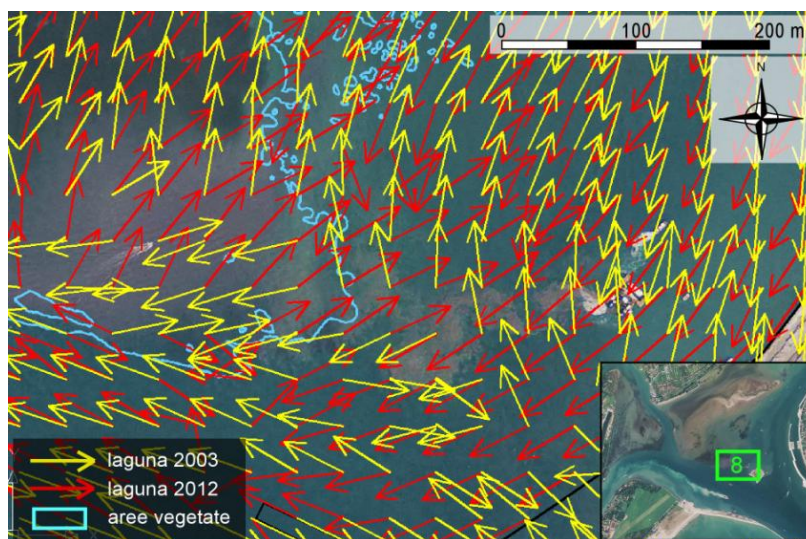 0 100 200 m
N
laguna 2003
laguna 2012
aree vegetate
8